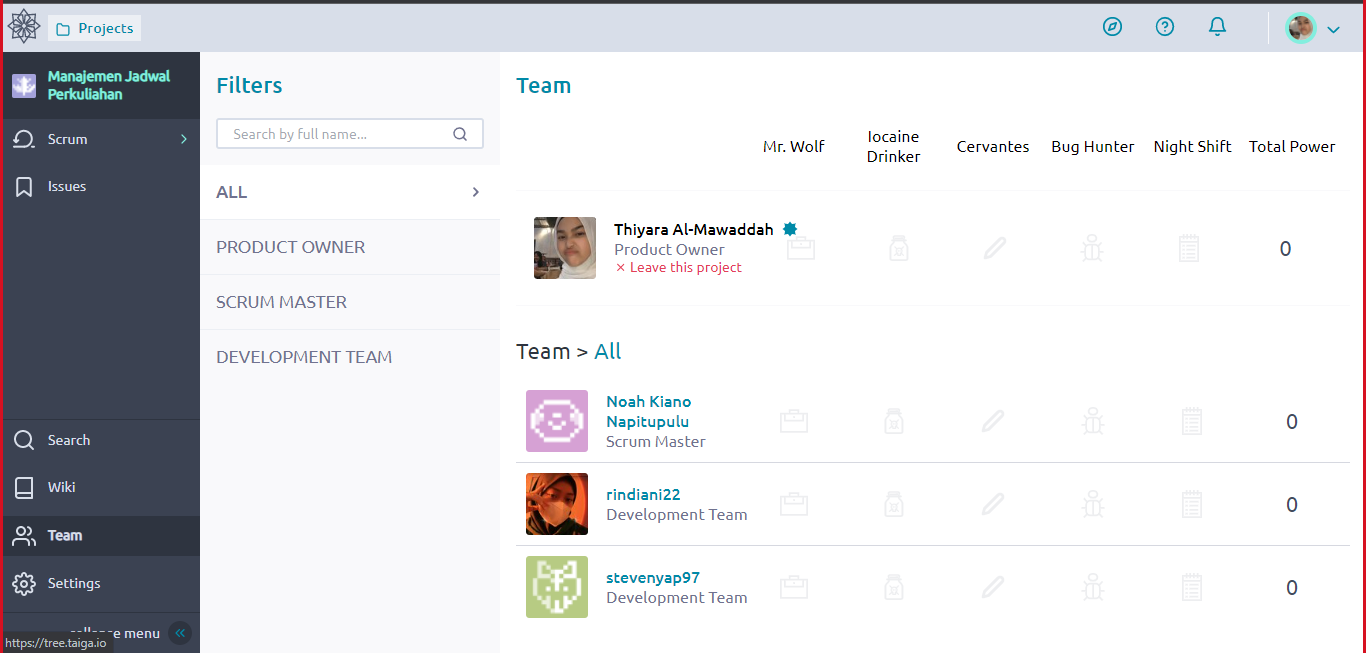 Projects
Manajemen Jadwal
Perkuliahan
Scrum
Issues
Search
Wiki
Team
Settings
menu
https://tree.taiga.io
Filters
Search by full name...
ALL
PRODUCT OWNER
SCRUM MASTER
DEVELOPMENT TEAM
Team
Mr. Wolf
Iocaine
Drinker
Cervantes
Bug Hunter
Night Shift
Total Power
Thiyara Al-Mawaddah
Product Owner
× Leave this project
0
Team > All
Noah Kiano
Napitupulu
Scrum Master
0
rindiani22
Development Team
0
stevenyap97
Development Team
0